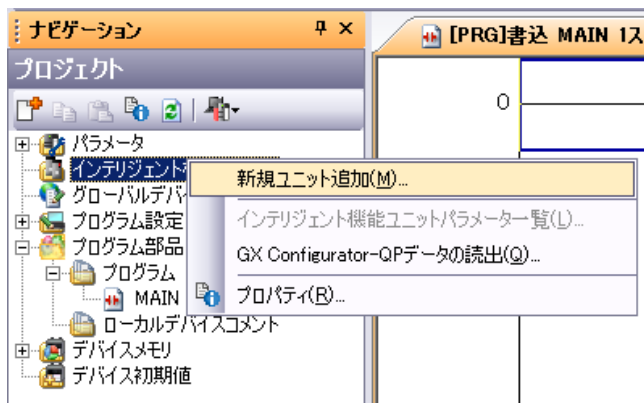 ナビゲーション
[PRG]書込 MAIN 1ス
プロジェクト
0
パラメータ
インテリジェント
新規ユニット追加(M)...
グローバルデバイ
インテリジェント機能ユニットパラメーター覧(L)...
プログラム設定
GX Configurator-QPデータの読出(Q)...
プログラム部品
プログラム
プロパティ(R)...
MAIN
ローカルデバイスコメント
デバイスメモリ
デバイス初期値